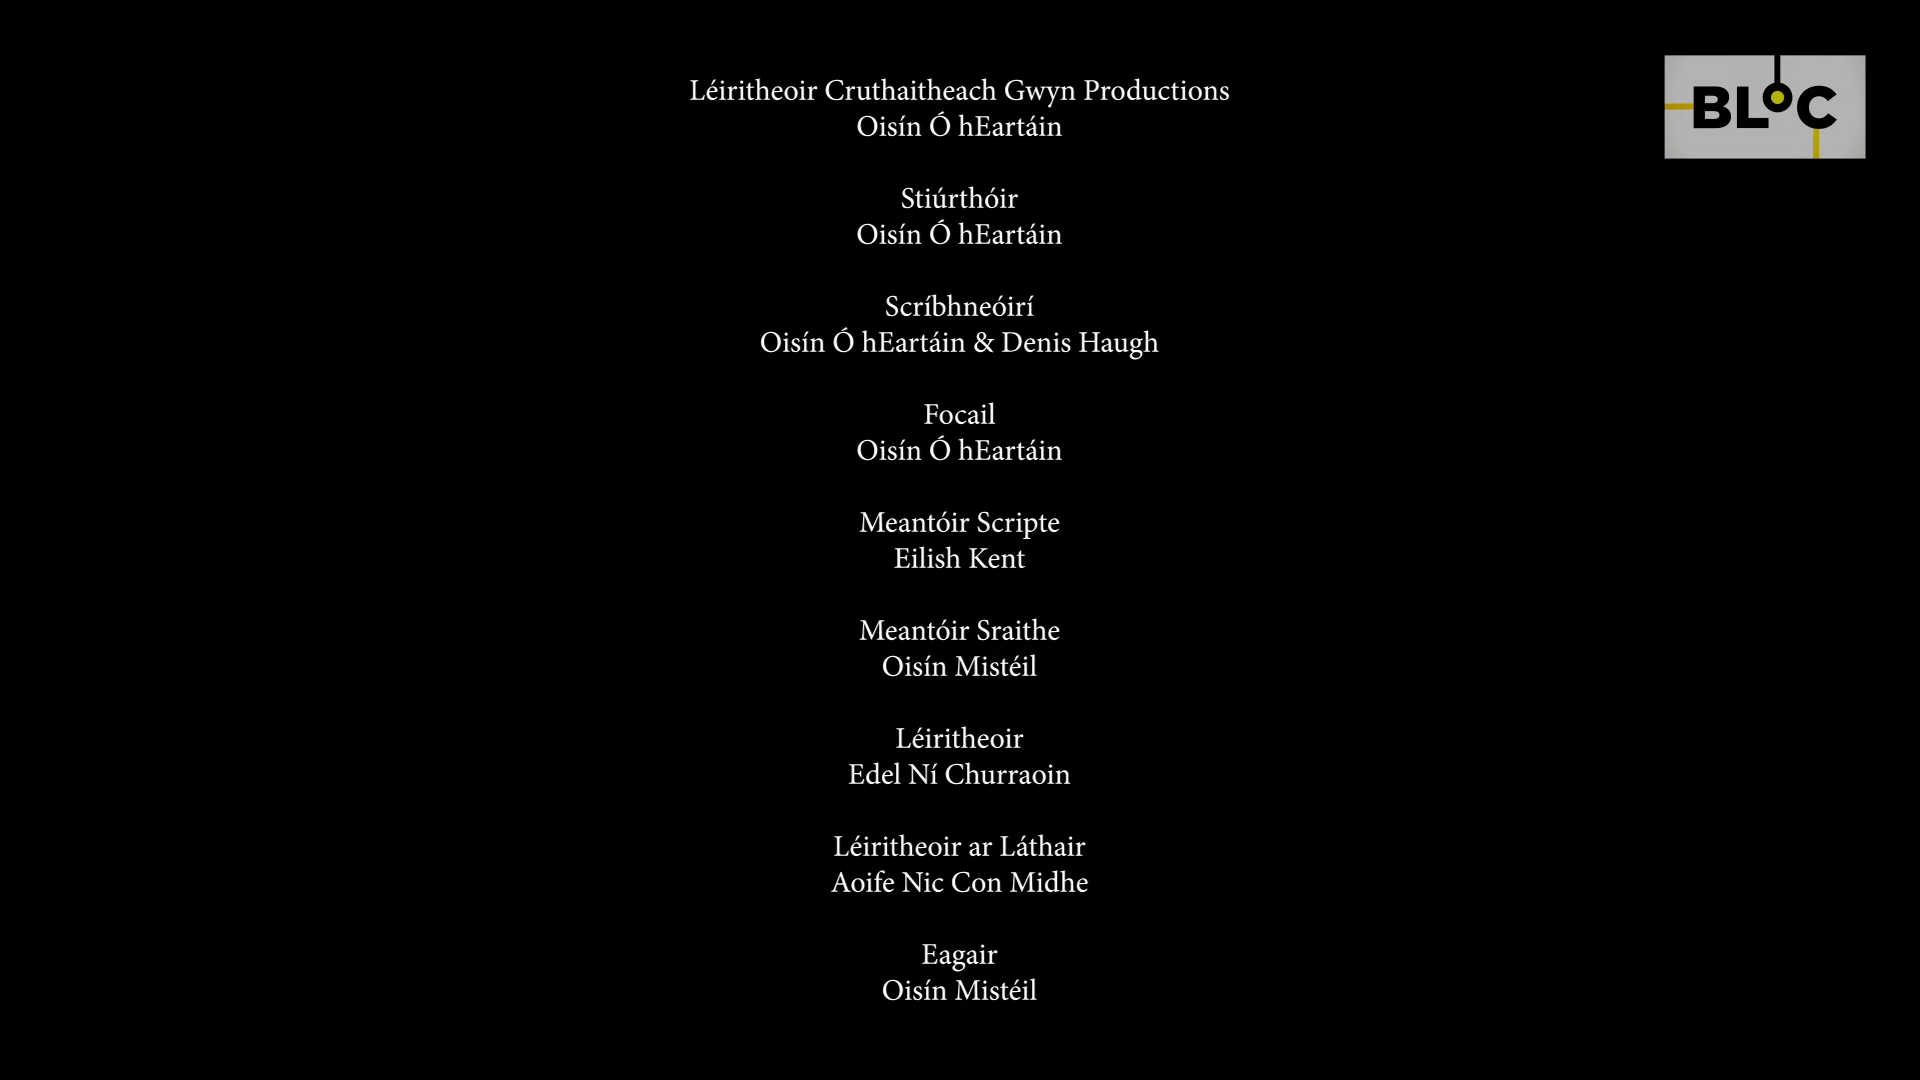 Léiritheoir Cruthaitheach Gwyn Productions
Oisín Ó hEartáin
Stiúrthóir
Oisín Ó hEartáin
Scríbhneóirí
Oisín Ó hEartáin & Denis Haugh
Focail
Oisín Ó hEartáin
Meantóir Scripte
Eilish Kent
Meantóir Sraithe
Oisín Mistéil
Léiritheoir
Edel Ní Churraoin
Léiritheoir ar Láthair
Aoife Nic Con Midhe
Eagair
Oisín Mistéil
BLOC